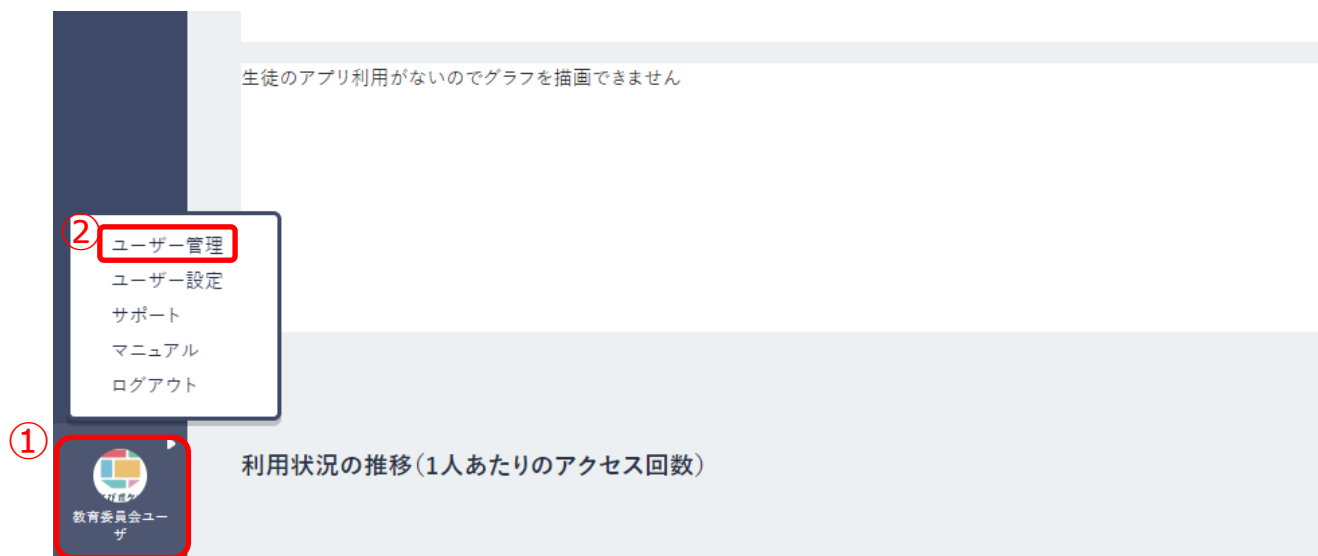 生徒のアプリ利用がないのでグラフを描画できません
②
ユーザー管理
ユーザー設定
サポート
マニュアル
ログアウト
①
教育委員会ユー
ザ
利用状況の推移(1人あたりのアクセス回数)